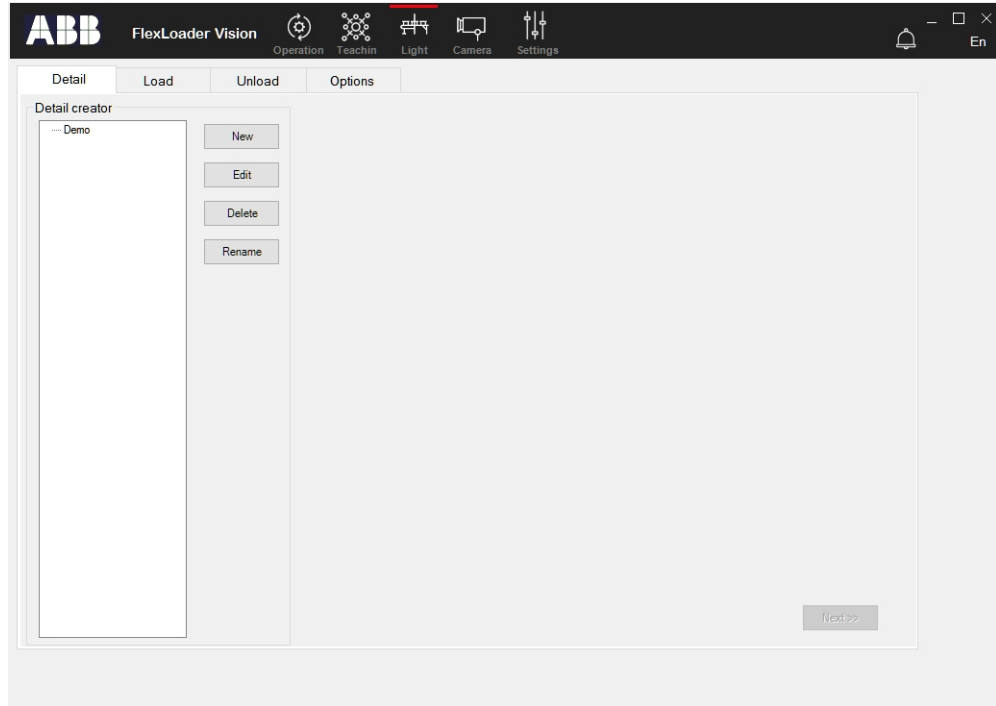 ABB FlexLoader Vision
Operation Teachin Light Camera Settings
En
Detail Load Unload Options
Detail creator
Demo
New
Edit
Delete
Rename
Next >>